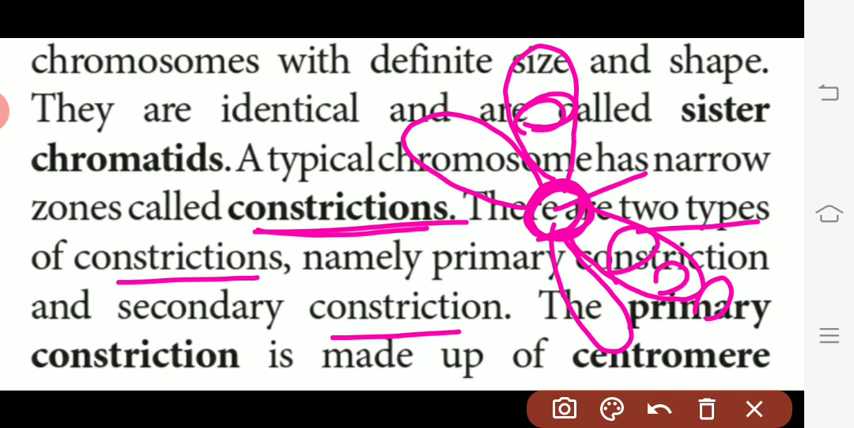 chromosomes with definite size and shape.
They are identical and are called sister
chromatids. A typical chromosome has narrow
zones called constrictions. There are two types
of constrictions, namely primary constriction
and secondary constriction. The primary
constriction is made up of centromere